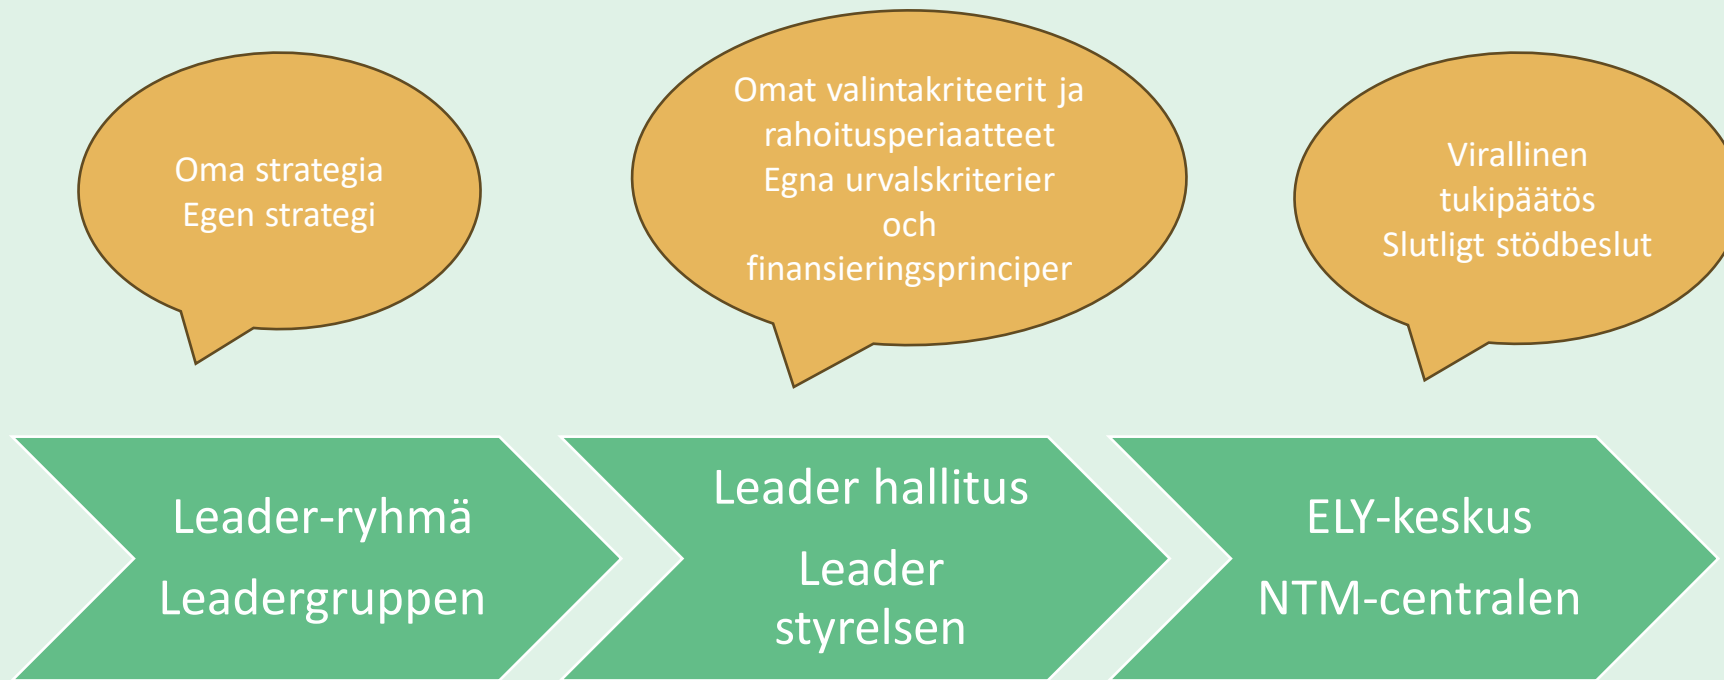 Oma strategia
Egen strategi
Omat valintakriteerit ja
rahoitusperiaatteet
Egna urvalskriterier
och
finansieringsprinciper
Virallinen
tukipäätös
Slutligt stödbeslut
Leader-ryhmä
Leadergruppen
Leader hallitus
Leader
styrelsen
ELY-keskus
NTM-centralen